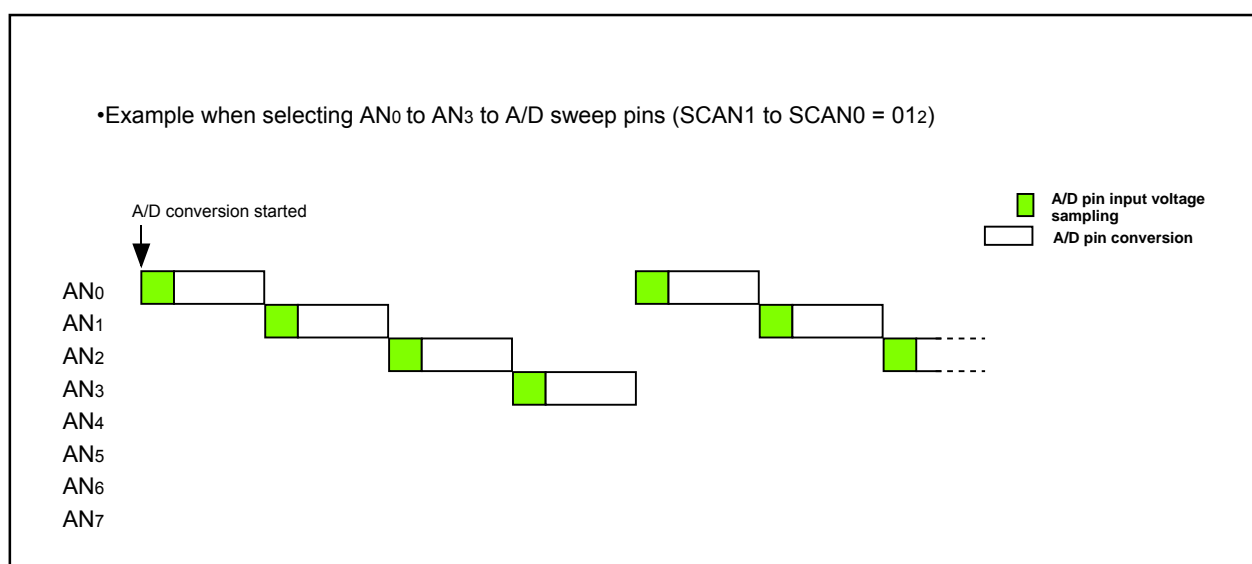 •Example when selecting AN0 to AN3 to A/D sweep pins (SCAN1 to SCAN0 = 012)
A/D conversion started
A/D pin input voltage
sampling
A/D pin conversion
AN0
AN1
AN2
AN3
AN4
AN5
AN6
AN7